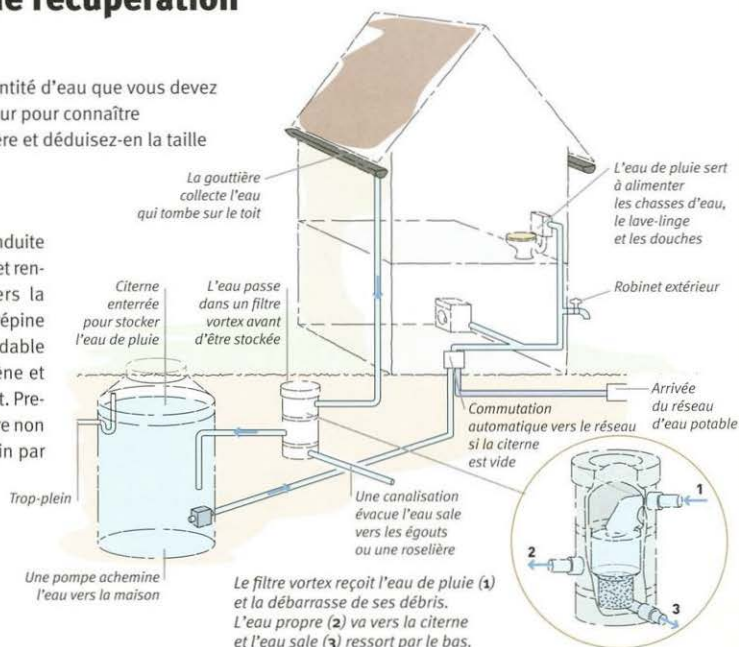 le récupération
ntité d'eau que vous devez
ur pour connaître
ère et déduisez-en la taille
nduite
et ren-
ers la
répine
dable
ène et
t. Pre-
re non
in par
La gouttière
collecte l'eau
qui tombe sur le toit
L'eau de pluie sert
à alimenter
les chasses d'eau,
le lave-linge
et les douches
Citerne
enterrée
pour stocker
l'eau de pluie
L'eau passe
dans un filtre
vortex avant
d'être stockée
Robinet extérieur
Commutation
automatique vers le réseau
si la citerne
est vide
Arrivée
du réseau
d'eau potable
Trop-plein
Une canalisation
évacue l'eau sale
vers les égouts
ou une roselière
Une pompe achemine
l'eau vers la maison
Le filtre vortex reçoit l'eau de pluie (1)
et la débarrasse de ses débris.
L'eau propre (2) va vers la citerne
et l'eau sale (3) ressort par le bas.
1
2
3